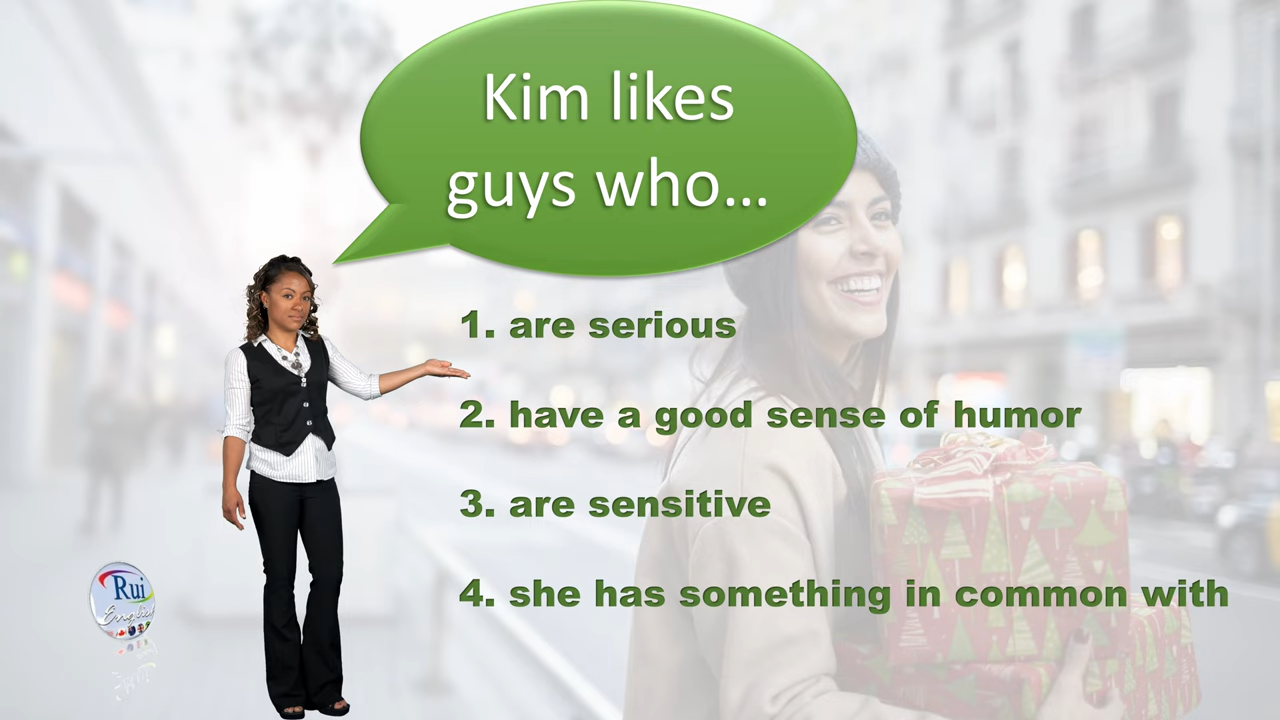 Kim likes
guys who...
1. are serious
2. have a good sense of humor
3. are sensitive
4. she has something in common with
Rui
English